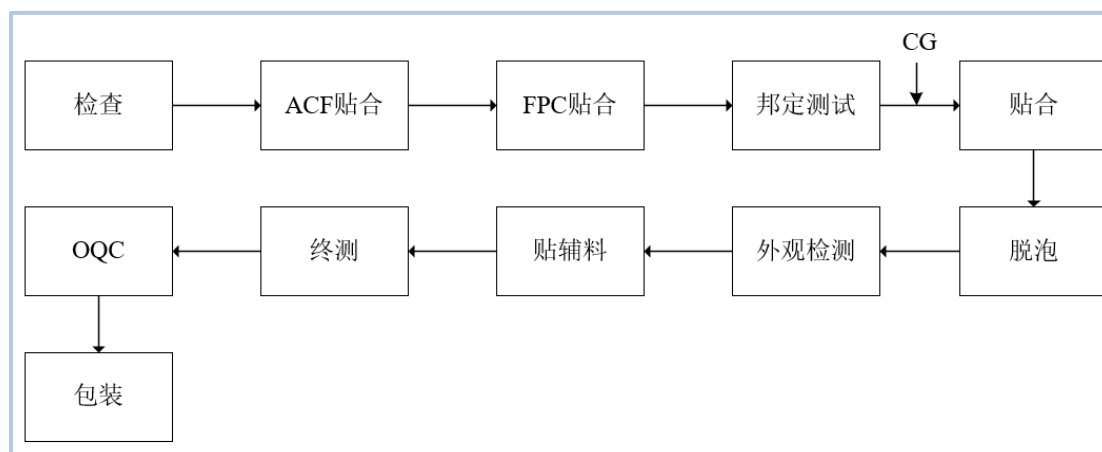 CG
检查
ACF贴合
FPC贴合
邦定测试
贴合
OQC
终测
贴辅料
外观检测
脱泡
包装